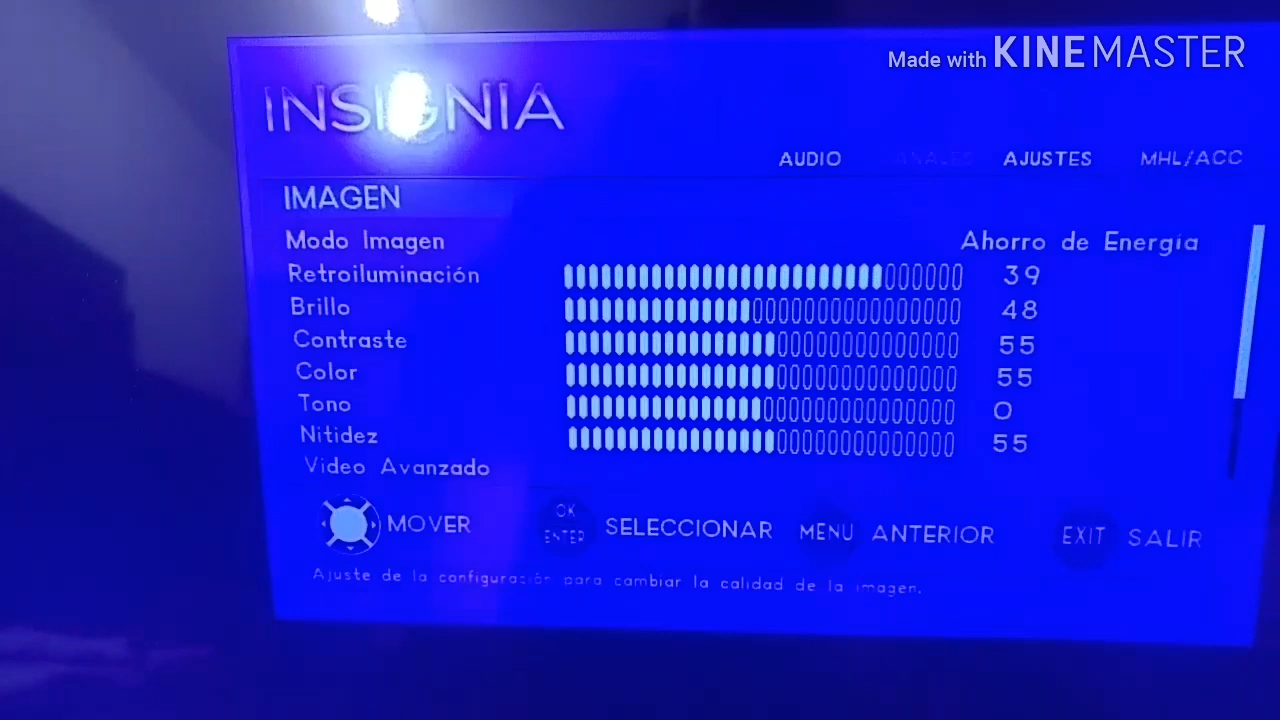 Made with KINEMASTER
INSIGNIA
AUDIO CANALES AJUSTES MHL/ACC
IMAGEN
Modo Imagen Ahorro de Energía
Retroiluminación 39
Brillo 48
Contraste 55
Color 55
Tono 0
Nitidez 55
Video Avanzado
MOVER OK ENTER SELECCIONAR MENU ANTERIOR EXIT SALIR
Ajuste de la configuración para cambiar la calidad de la imagen.